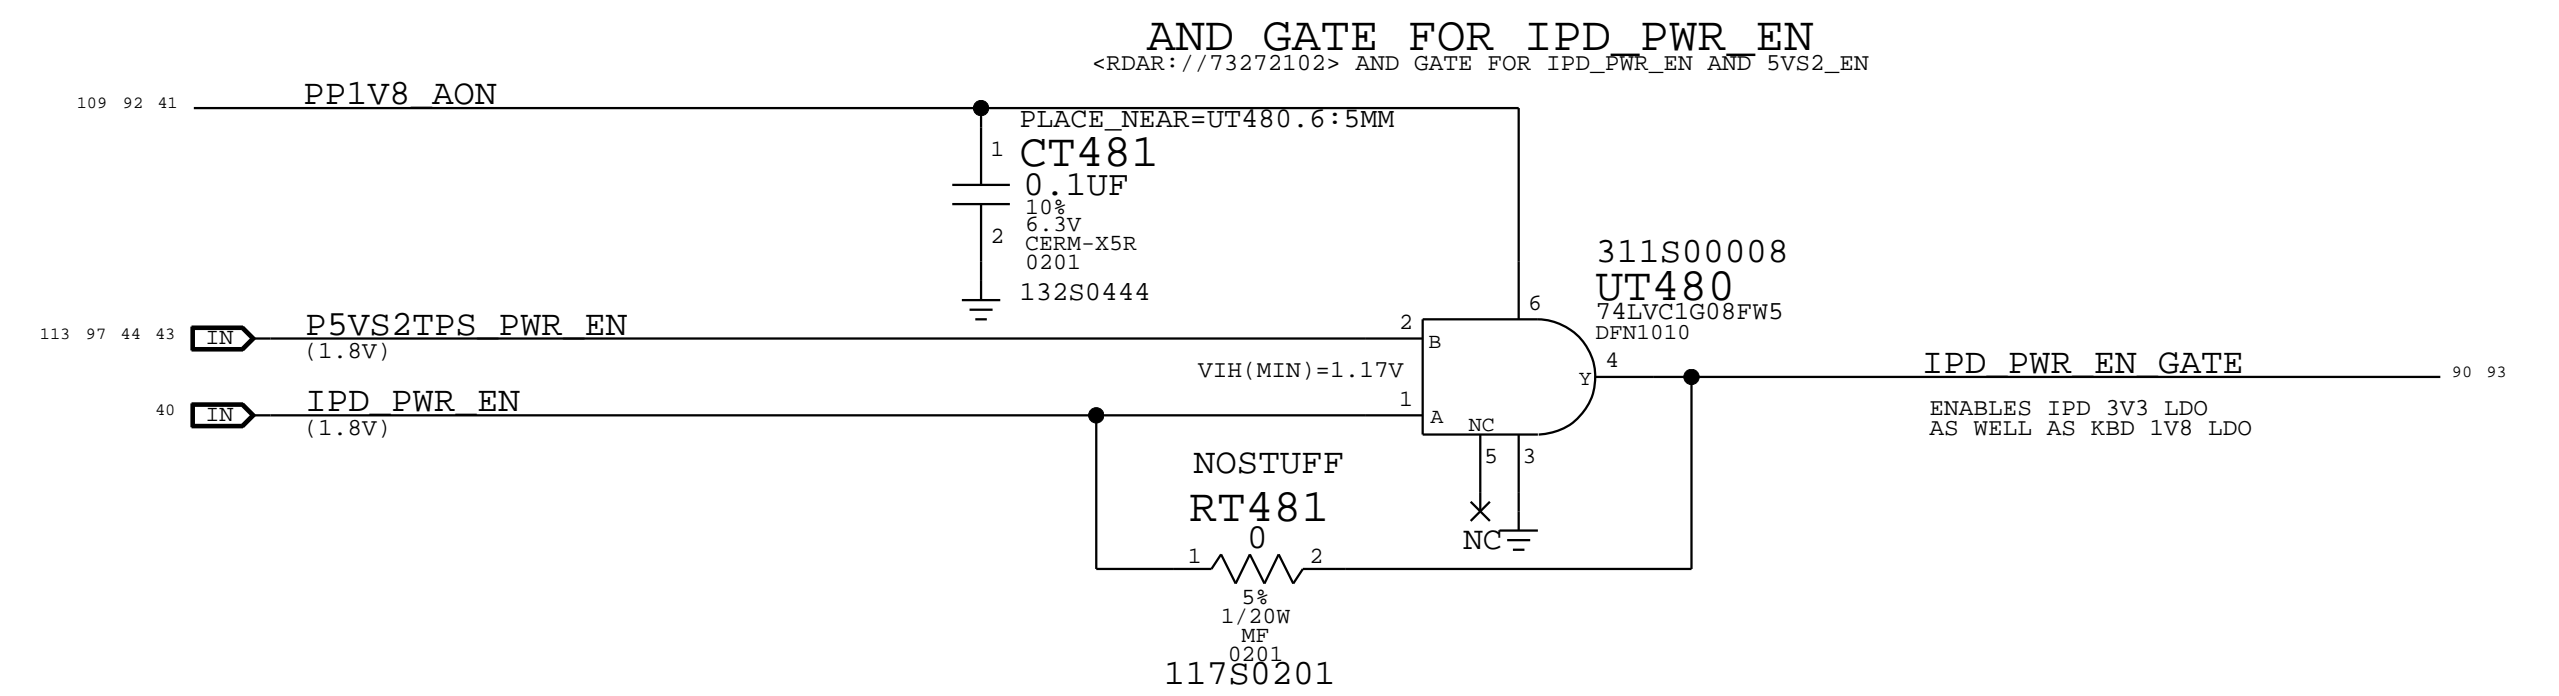 AND GATE FOR IPD_PWR_EN
<RDAR://73272102> AND GATE FOR IPD_PWR_EN AND 5VS2_EN
109 92 41 PP1V8_AON
PLACE_NEAR=UT480.6:5MM
1 CT481
0.1UF
10%
6.3V
2 CERM-X5R
0201
132S0444
311S00008
UT480
6 74LVC1G08FW5
DFN1010
113 97 44 43 IN P5VS2TPS_PWR_EN 2 B
(1.8V)
VIH(MIN)=1.17V
Y 4 IPD_PWR_EN_GATE 90 93
40 IN IPD_PWR_EN 1 A
(1.8V)
ENABLES IPD 3V3 LDO
AS WELL AS KBD 1V8 LDO
NC
5 3
NC
NOSTUFF
RT481
0
1 2
5%
1/20W
MF
0201
117S0201